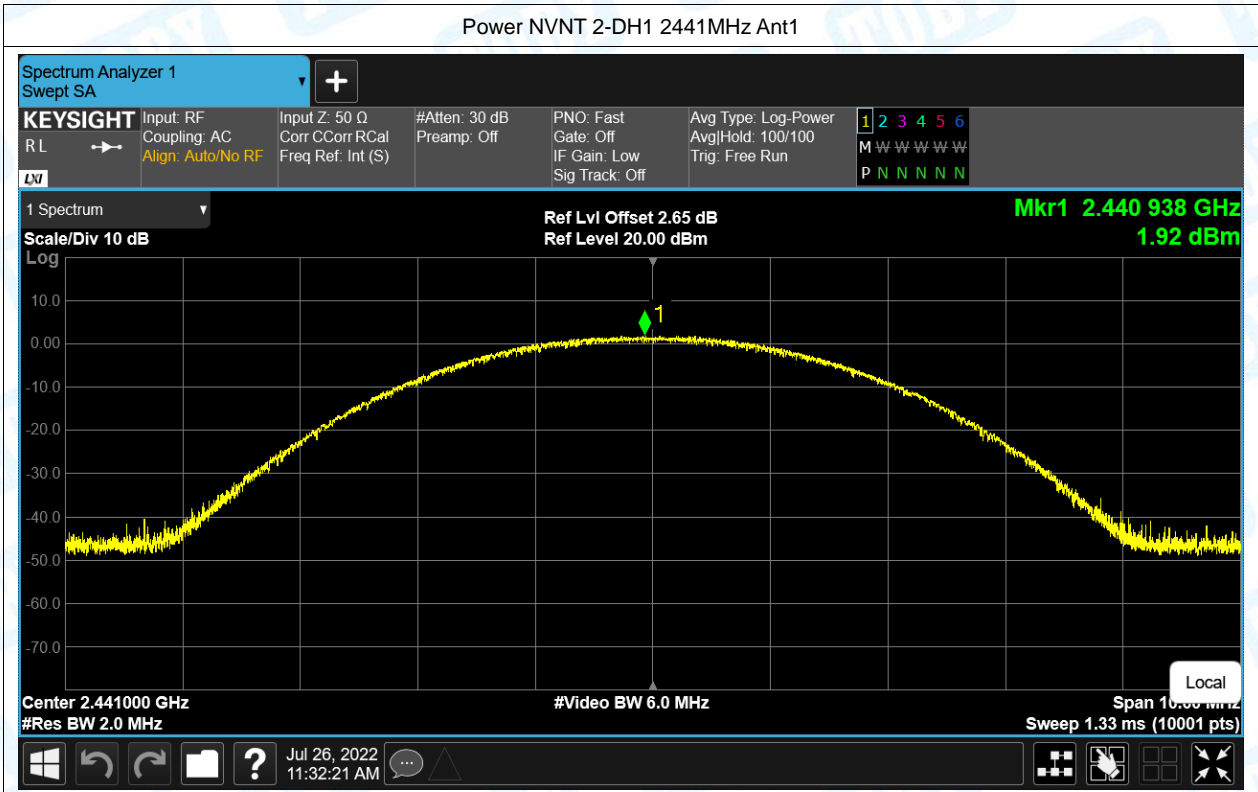 Power NVNT 2-DH1 2441MHz Ant1
Spectrum Analyzer 1
Swept SA
+
KEYSIGHT
R L
LXI
Input: RF
Coupling: AC
Align: Auto/No RF
Input Z: 50 Ω
Corr CCorr RCal
Freq Ref: Int (S)
#Atten: 30 dB
Preamp: Off
PNO: Fast
Gate: Off
IF Gain: Low
Sig Track: Off
Avg Type: Log-Power
Avg|Hold: 100/100
Trig: Free Run
1 2 3 4 5 6
M W W W W W
P N N N N N
1 Spectrum
Scale/Div 10 dB
Log
Ref Lvl Offset 2.65 dB
Ref Level 20.00 dBm
Mkr1 2.440 938 GHz
1.92 dBm
10.0
0.00
-10.0
-20.0
-30.0
-40.0
-50.0
-60.0
-70.0
1
Center 2.441000 GHz
#Res BW 2.0 MHz
#Video BW 6.0 MHz
Span 10.00 MHz
Sweep 1.33 ms (10001 pts)
Local
?
Jul 26, 2022
11:32:21 AM